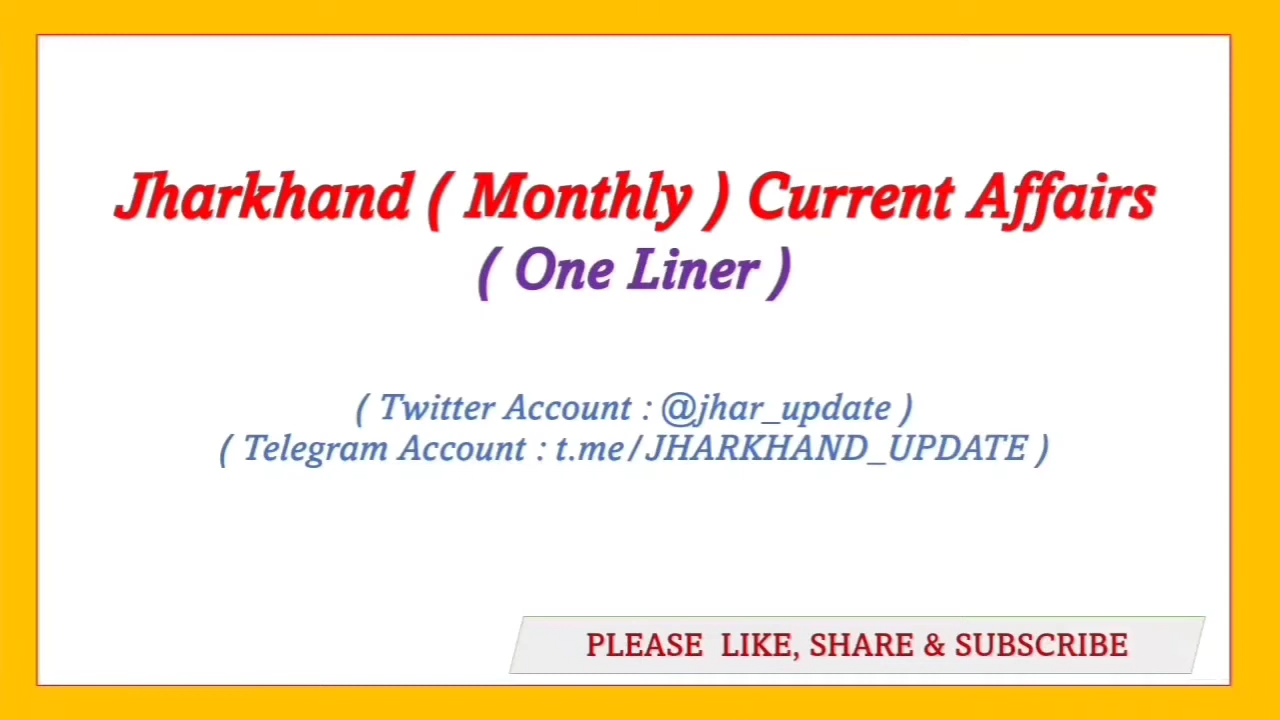 Jharkhand ( Monthly ) Current Affairs
( One Liner )
( Twitter Account : @jhar_update )
( Telegram Account : t.me/JHARKHAND_UPDATE )
PLEASE LIKE, SHARE & SUBSCRIBE